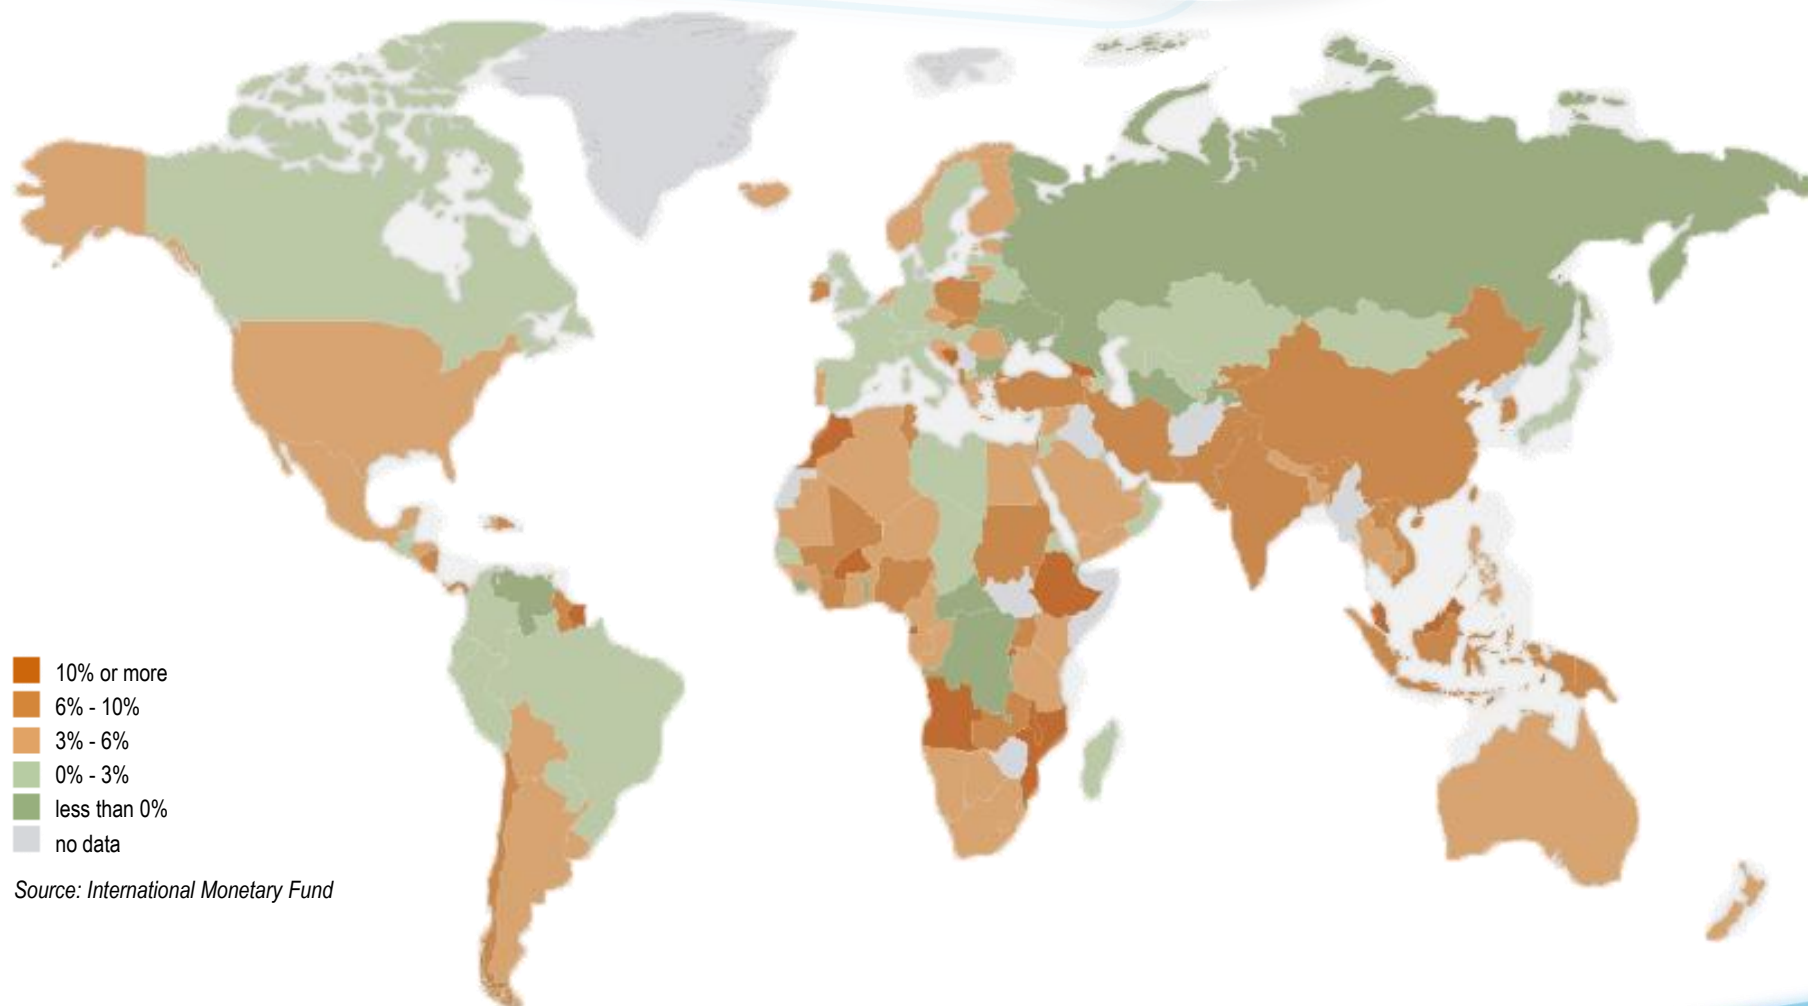 10% or more
6% - 10%
3% - 6%
0% - 3%
less than 0%
no data
Source: International Monetary Fund